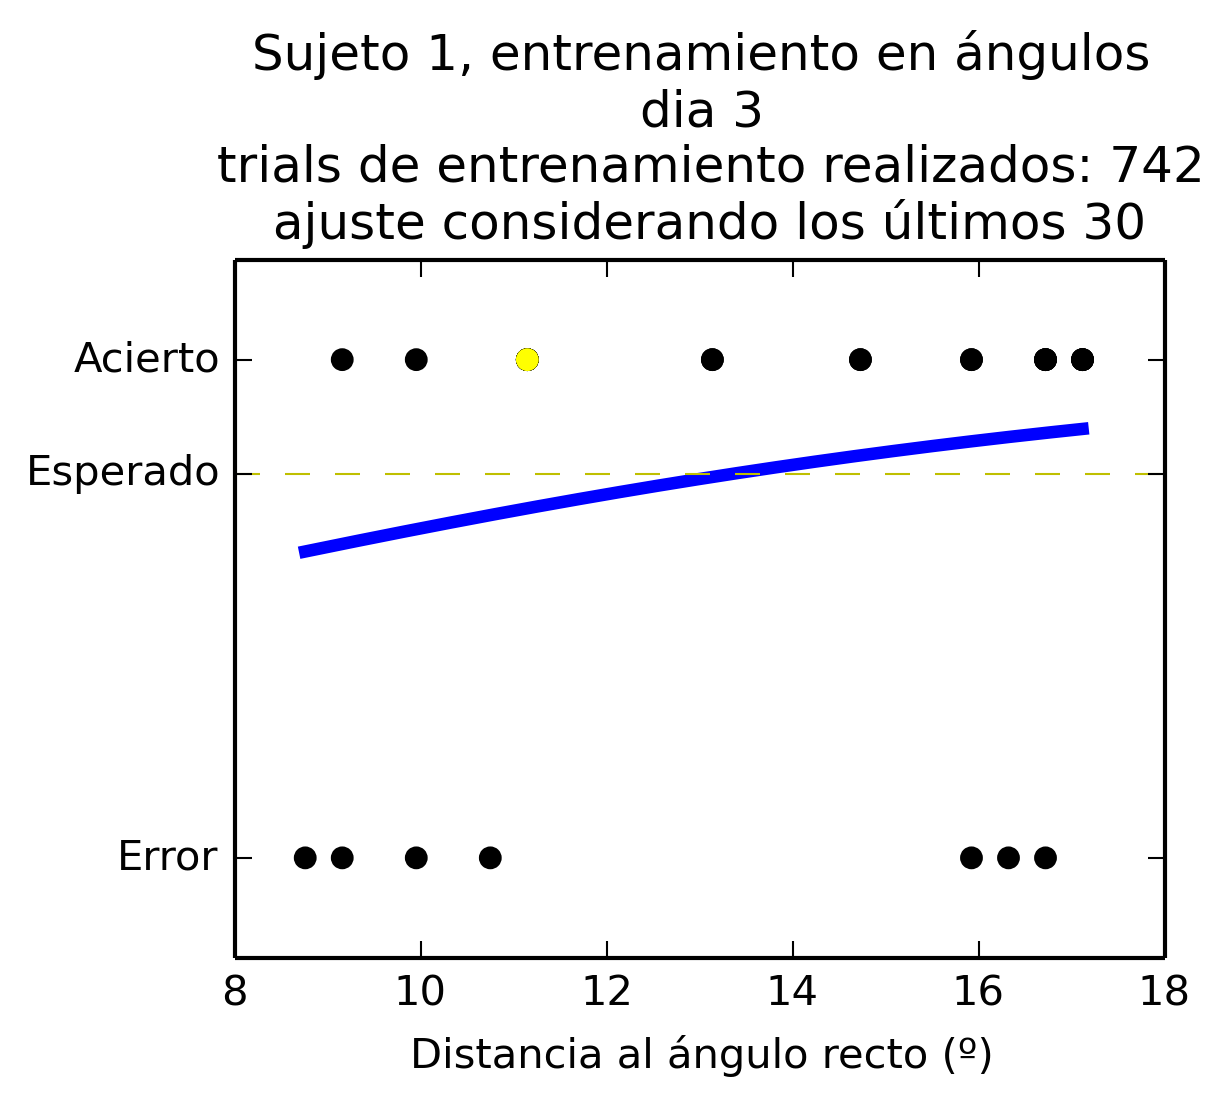 Sujeto 1, entrenamiento en ángulos
dia 3
trials de entrenamiento realizados: 742
ajuste considerando los últimos 30
Acierto
Esperado
Error
8 10 12 14 16 18
Distancia al ángulo recto (º)